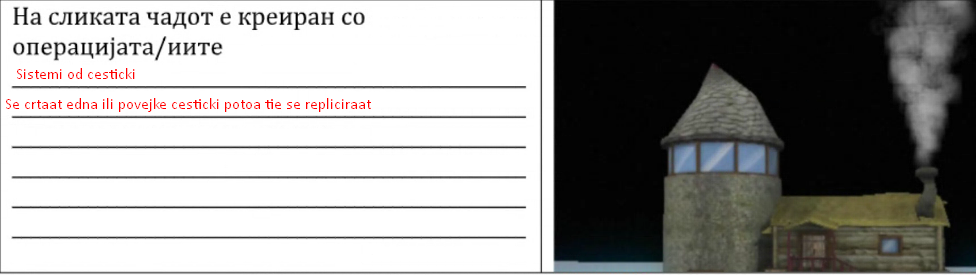 На сликата чадот е креиран со
операцијата/иите
Sistemi od cesticki
Se crtaat edna ili povejke cesticki potoa tie se repliciraat